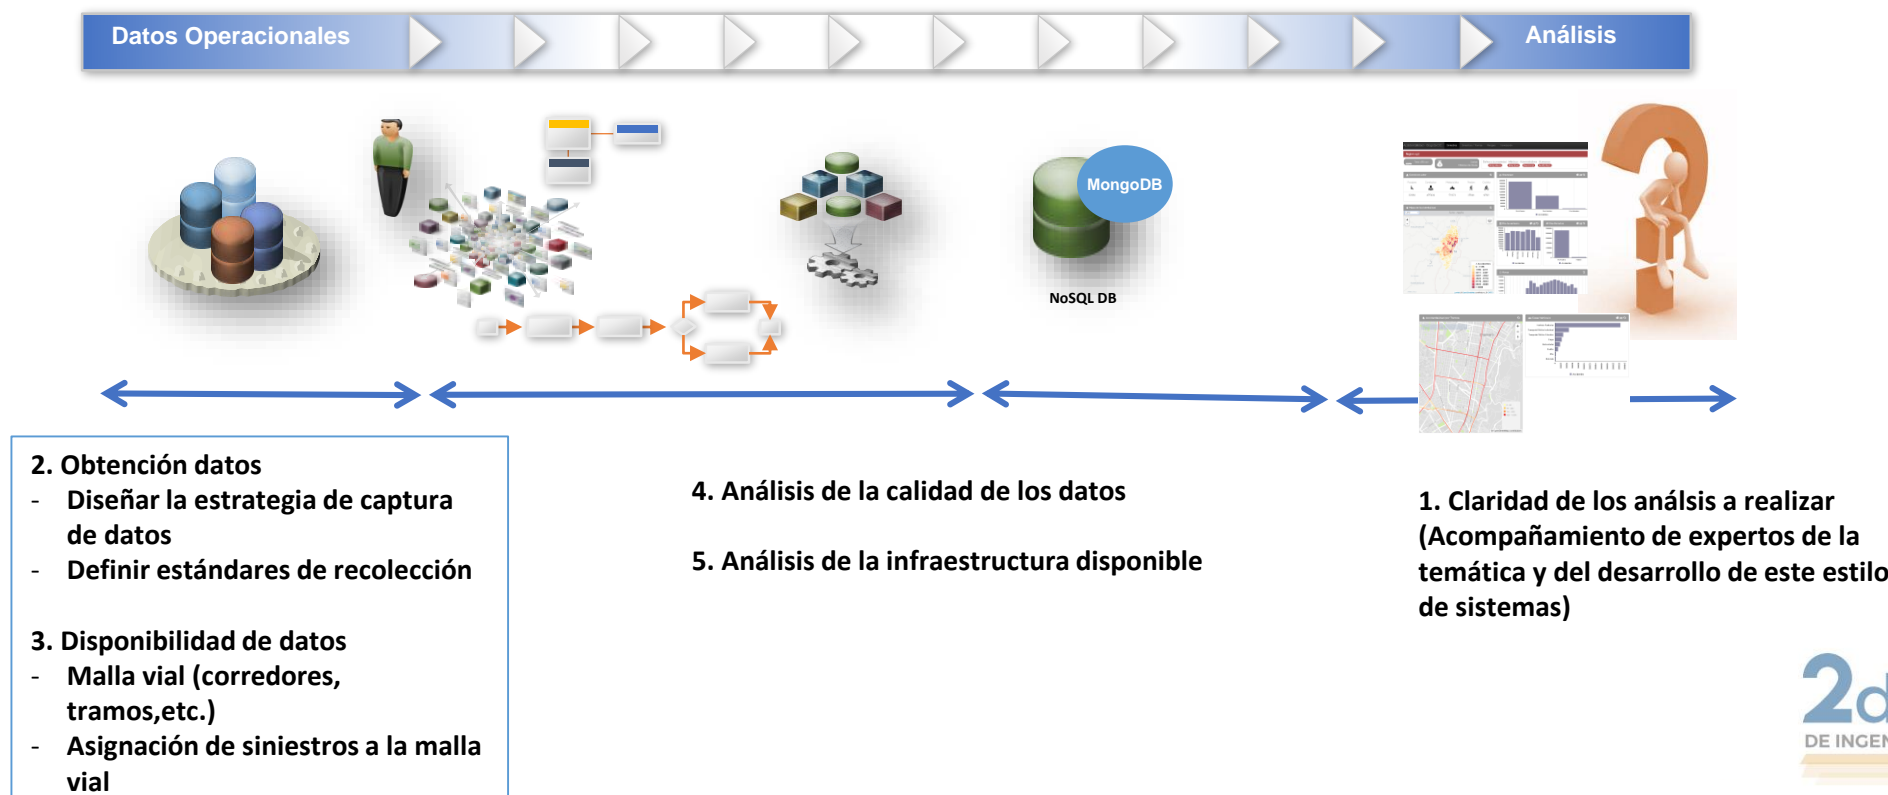 Datos Operacionales
Análisis
MongoDB
NoSQL DB
2. Obtención datos
- Diseñar la estrategia de captura
de datos
- Definir estándares de recolección
3. Disponibilidad de datos
- Malla vial (corredores,
tramos,etc.)
- Asignación de siniestros a la malla
vial
4. Análisis de la calidad de los datos
5. Análisis de la infraestructura disponible
1. Claridad de los análsis a realizar
(Acompañamiento de expertos de la
temática y del desarrollo de este estilo
de sistemas)
2d
DE INGEN